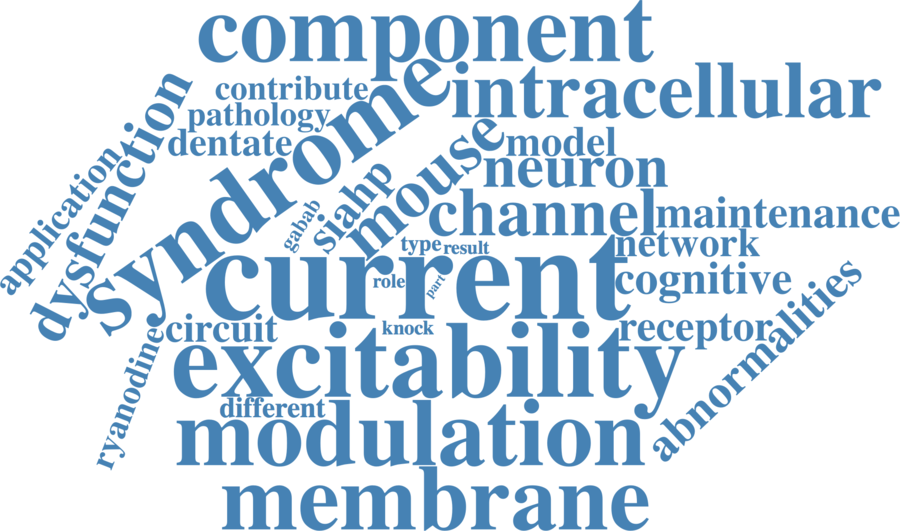 component
contribute
intracellular
pathology
dentate
syndrome
mouse
model
neuron
dysfunction
application
siahp
gabab
channel
maintenance
type
result
network
current
role
part
cognitive
circuit
knock
receptor
abnormalities
ryanodine
excitability
different
modulation
membrane